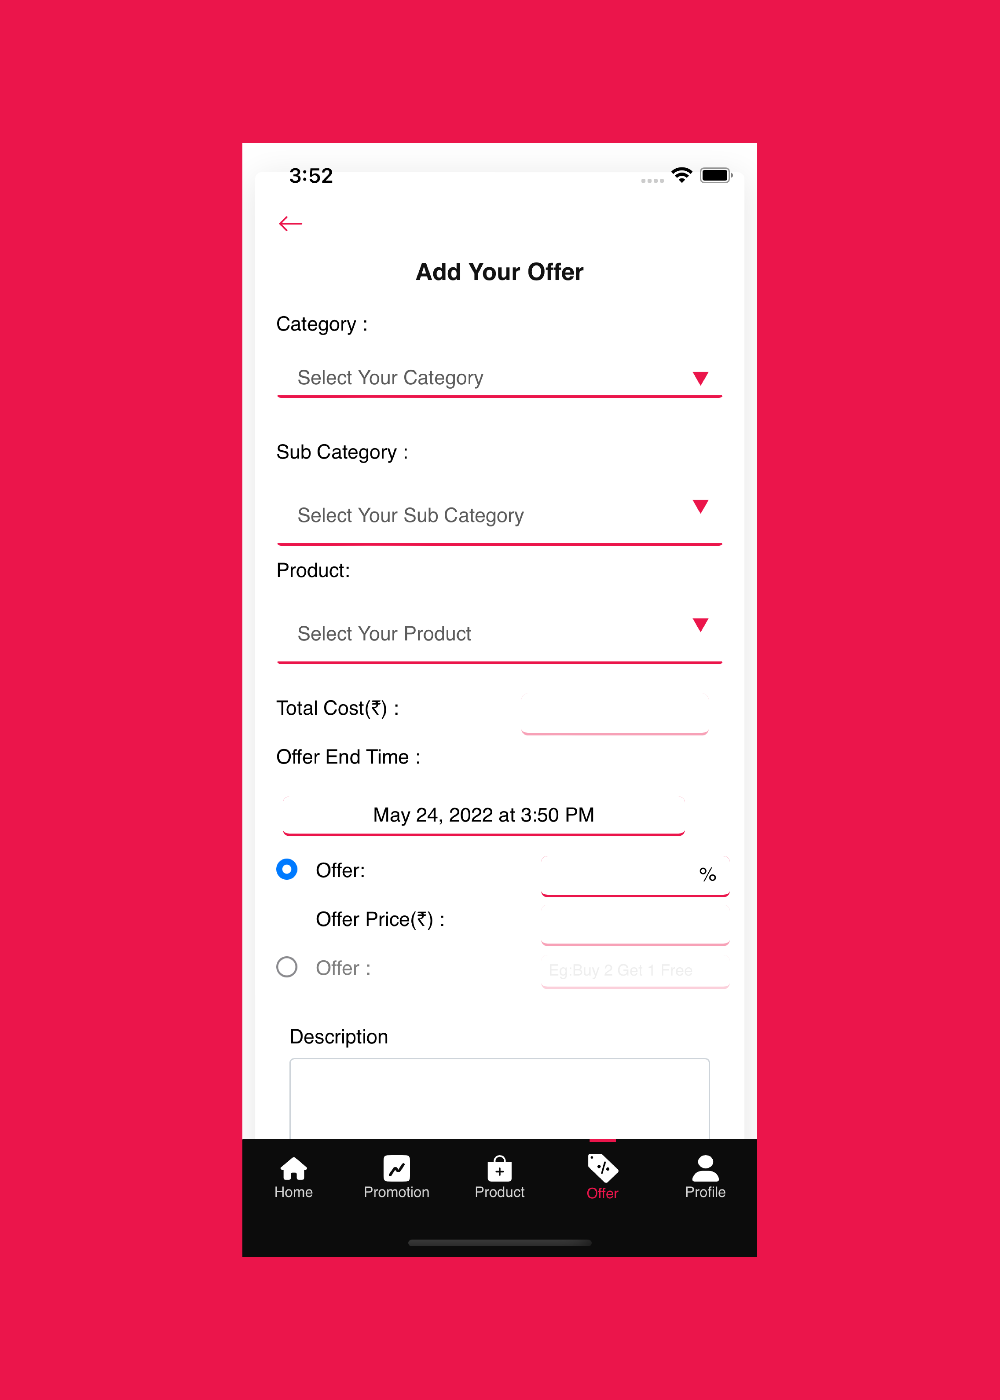 3:52
Add Your Offer
Category :
Select Your Category
Sub Category :
Select Your Sub Category
Product:
Select Your Product
Total Cost(₹) :
Offer End Time :
May 24, 2022 at 3:50 PM
Offer: %
Offer Price(₹) :
Offer : Eg:Buy 2 Get 1 Free
Description
Home Promotion Product Offer Profile